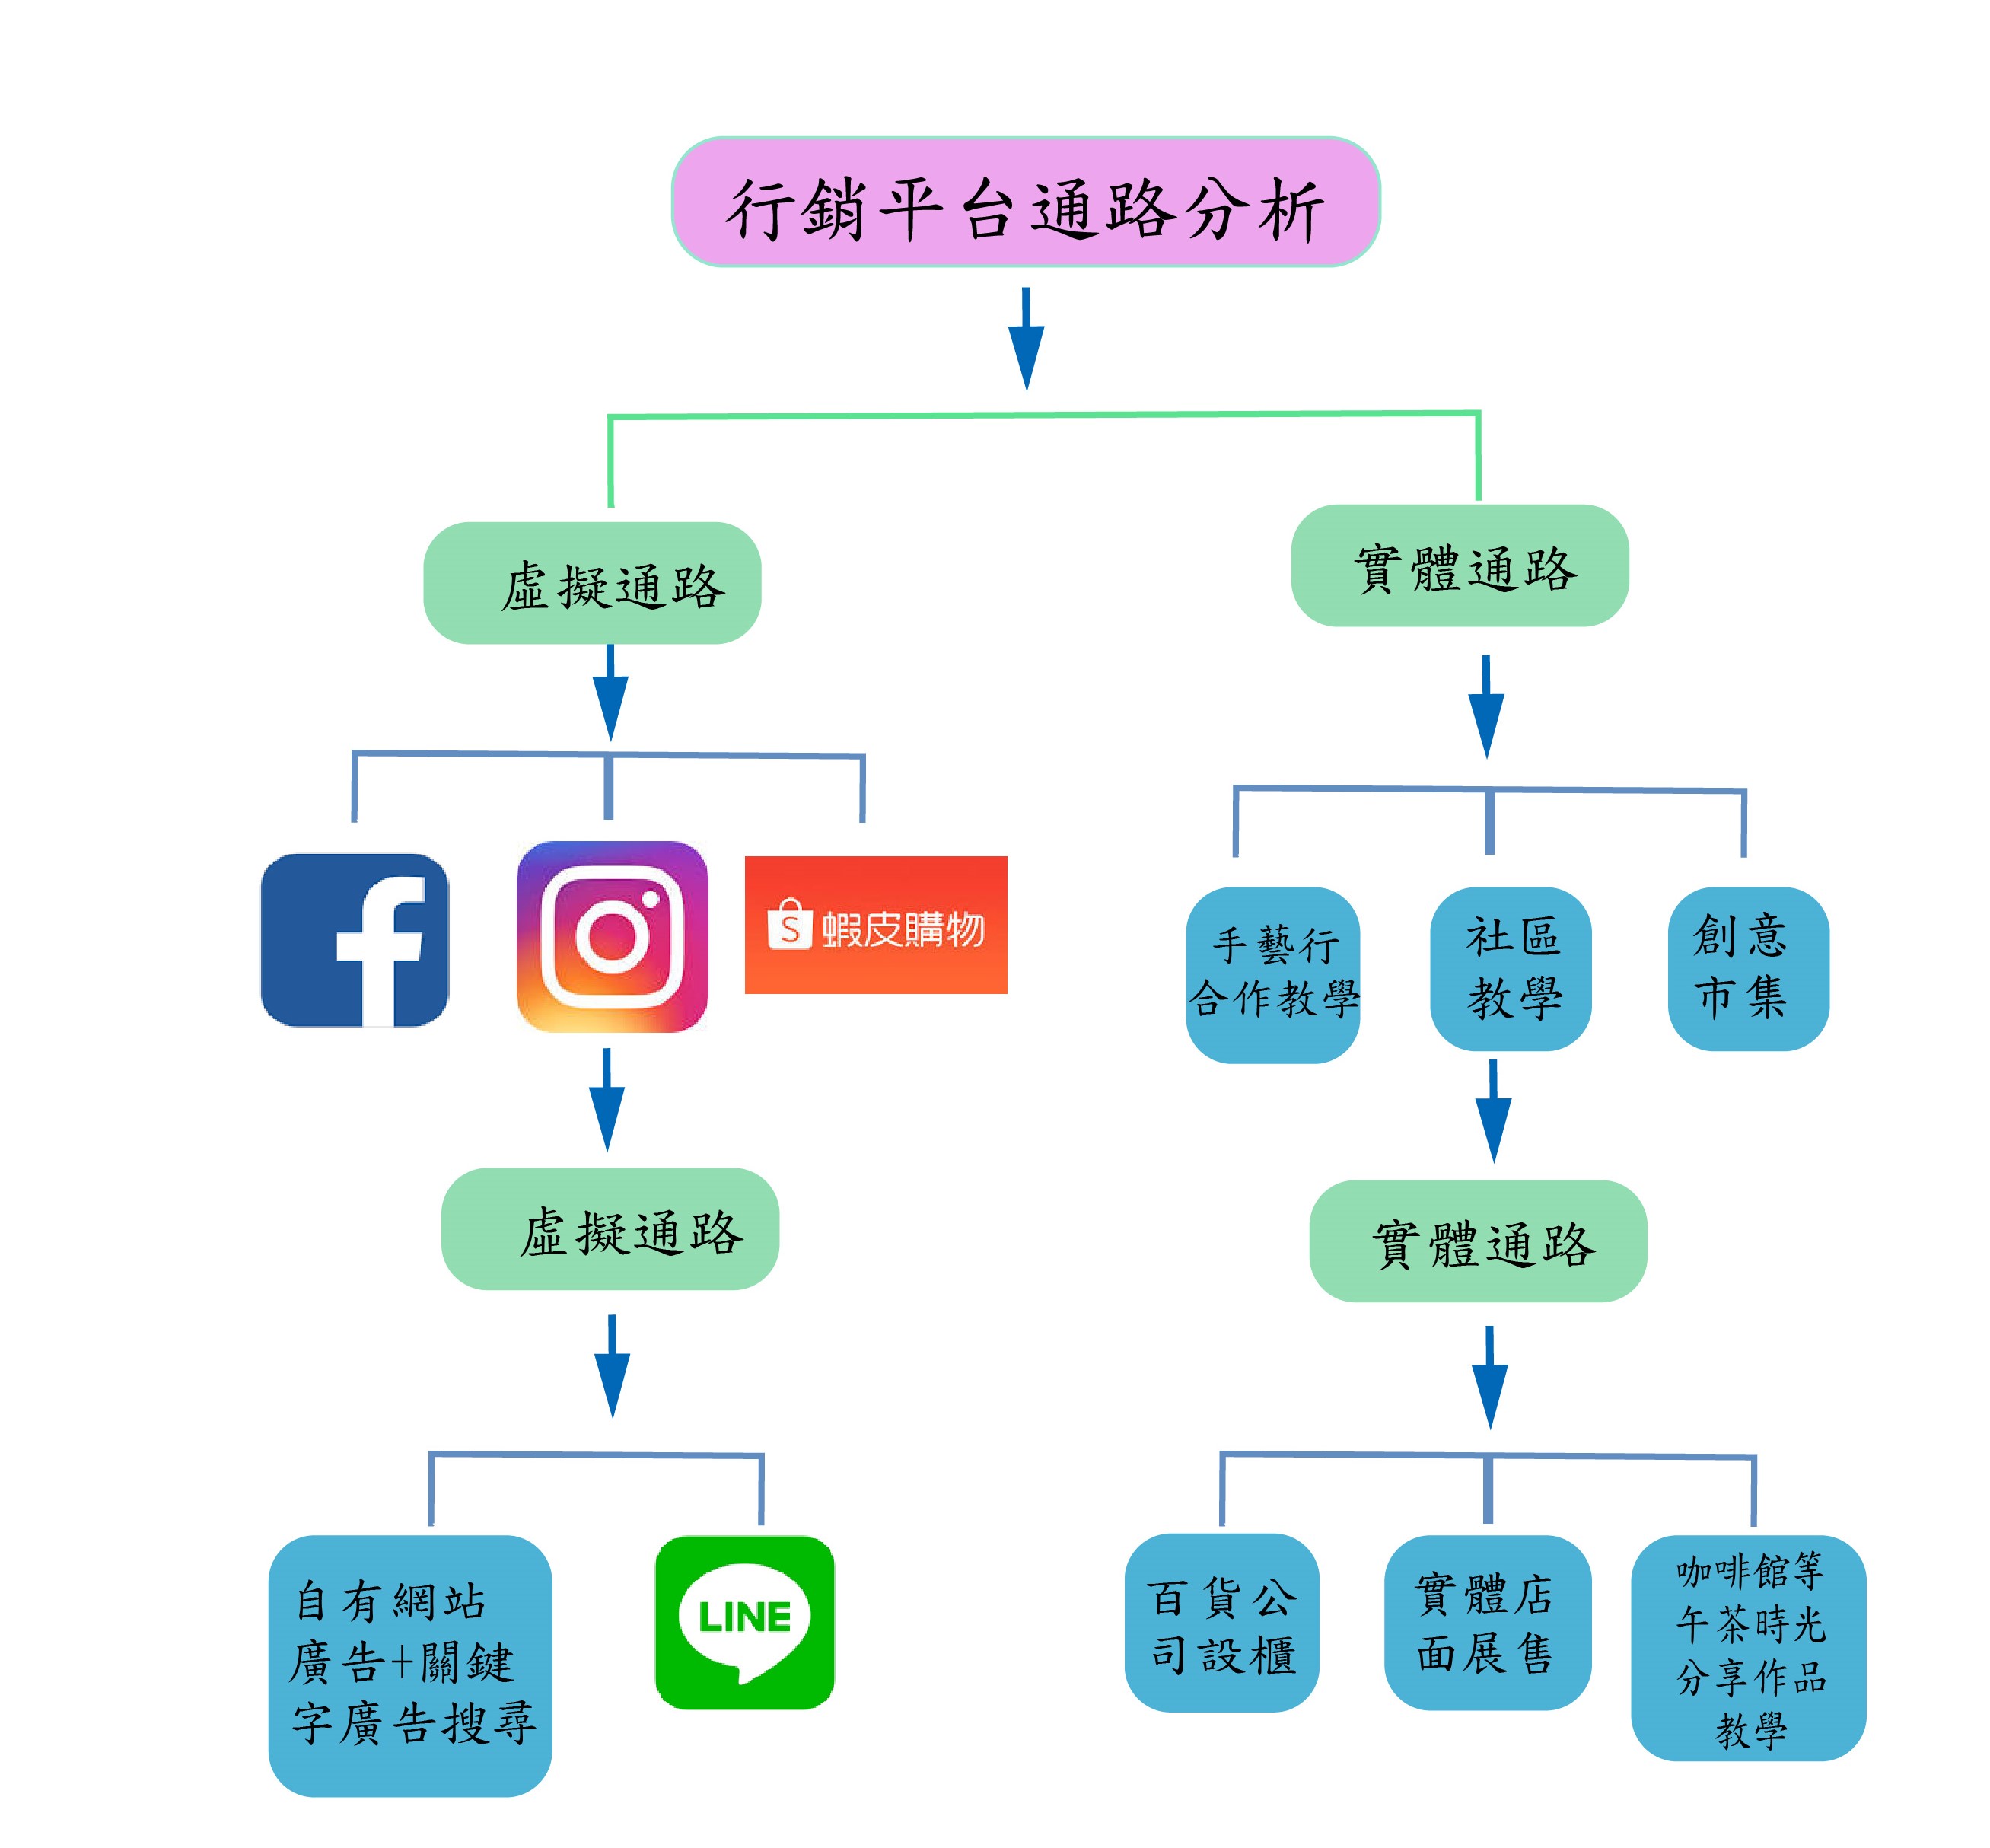 行銷平台通路分析
虛擬通路
實體通路
蝦皮購物
手藝行
合作教學
社區
教學
創意
市集
虛擬通路
實體通路
自有網站
廣告+關鍵
字廣告搜尋
LINE
百貨公
司設櫃
實體店
面展售
咖啡館等
午茶時光
分享作品
教學